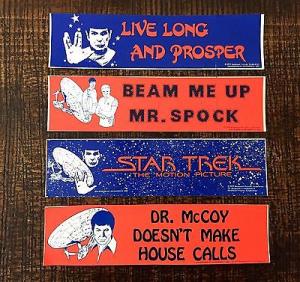 LIVE LONG
AND PROSPER
BEAM ME UP
MR. SPOCK
STAR TREK
THE MOTION PICTURE
DR. McCOY
DOESN'T MAKE
HOUSE CALLS